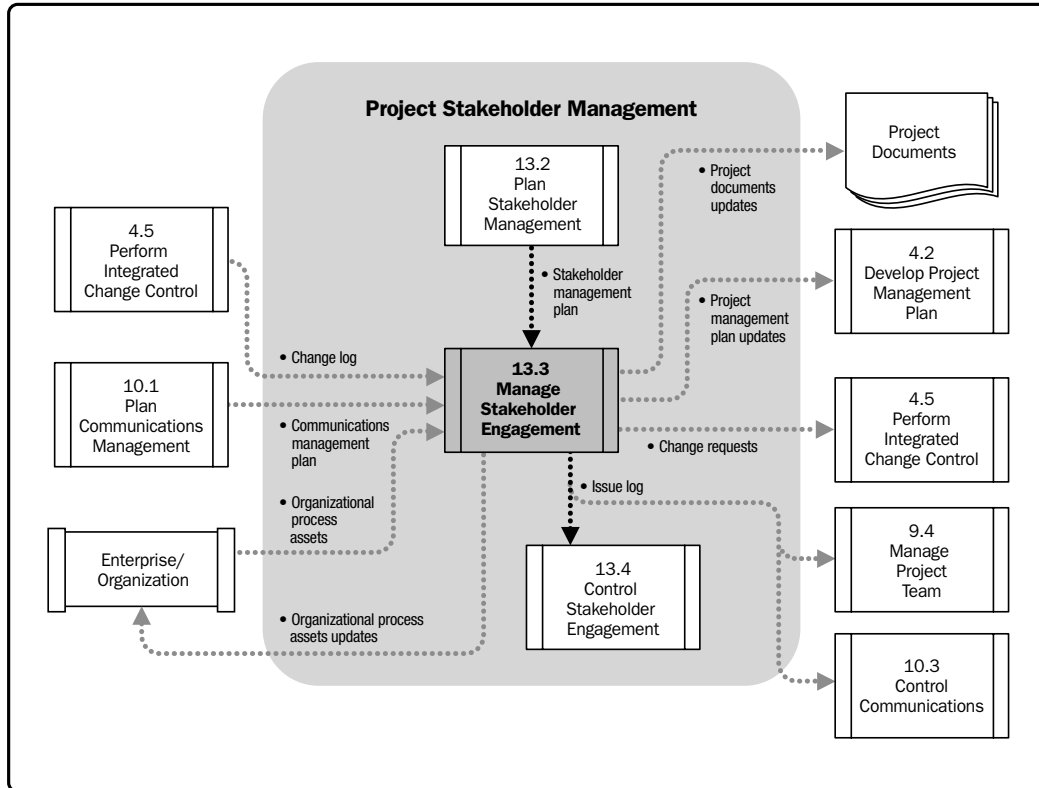 Project Stakeholder Management
13.2
Plan
Stakeholder
Management
• Stakeholder
management
plan
4.5
Perform
Integrated
Change Control
• Change log
10.1
Plan
Communications
Management
• Communications
management
plan
Enterprise/
Organization
• Organizational
process
assets
• Organizational process
assets updates
13.3
Manage
Stakeholder
Engagement
• Issue log
13.4
Control
Stakeholder
Engagement
• Project
documents
updates
Project
Documents
• Project
management
plan updates
4.2
Develop Project
Management
Plan
• Change requests
4.5
Perform
Integrated
Change Control
9.4
Manage
Project
Team
10.3
Control
Communications